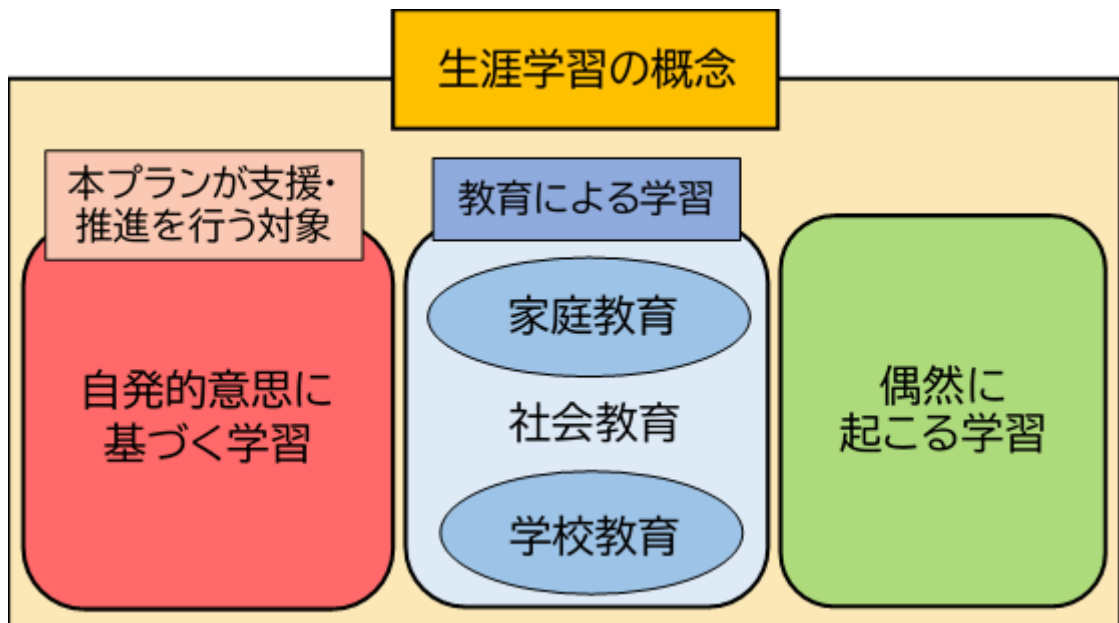 生涯学習の概念
本プランが支援・
推進を行う対象
自発的意思に
基づく学習
教育による学習
家庭教育
社会教育
学校教育
偶然に
起こる学習